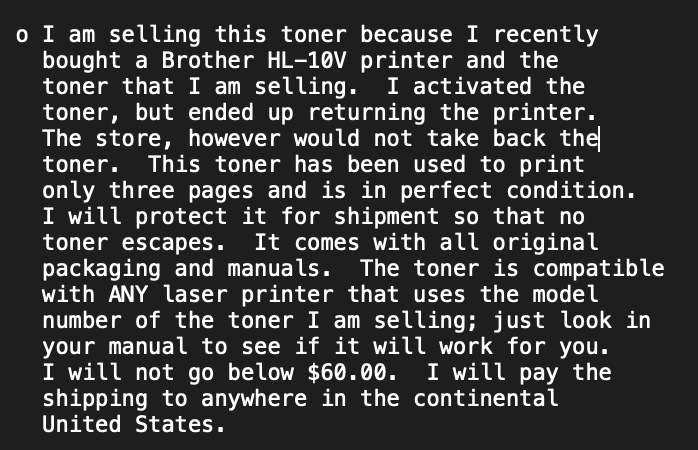 o I am selling this toner because I recently
bought a Brother HL-10V printer and the
toner that I am selling.  I activated the
toner, but ended up returning the printer.
The store, however would not take back the
toner.  This toner has been used to print
only three pages and is in perfect condition.
I will protect it for shipment so that no
toner escapes.  It comes with all original
packaging and manuals.  The toner is compatible
with ANY laser printer that uses the model
number of the toner I am selling; just look in
your manual to see if it will work for you.
I will not go below $60.00.  I will pay the
shipping to anywhere in the continental
United States.